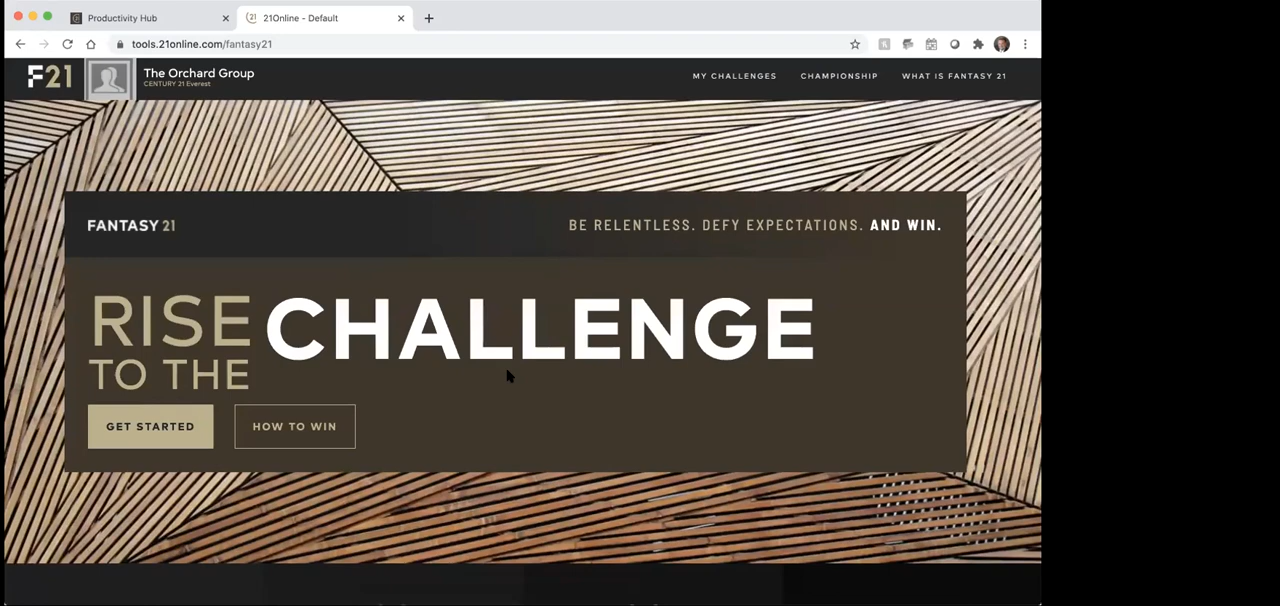 Productivity Hub
21Online - Default
tools.21online.com/fantasy21
F21
The Orchard Group
CENTURY 21 Everest
MY CHALLENGES
CHAMPIONSHIP
WHAT IS FANTASY 21
FANTASY 21
BE RELENTLESS. DEFY EXPECTATIONS. AND WIN.
RISE
TO THE
CHALLENGE
GET STARTED
HOW TO WIN